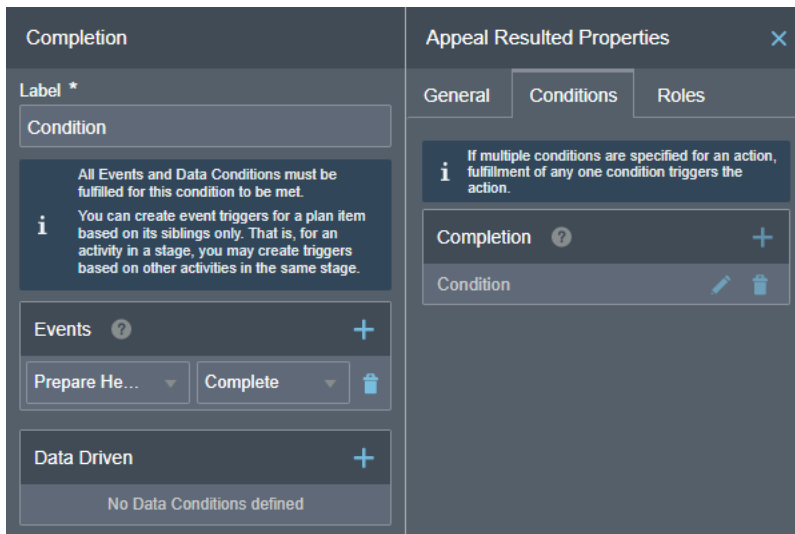 Completion
Label *
Condition
All Events and Data Conditions must be
fulfilled for this condition to be met.
You can create event triggers for a plan item
based on its siblings only. That is, for an
activity in a stage, you may create triggers
based on other activities in the same stage.
Events
Prepare He... Complete
Data Driven
No Data Conditions defined
Appeal Resulted Properties
General Conditions Roles
If multiple conditions are specified for an action,
fulfillment of any one condition triggers the
action.
Completion
Condition